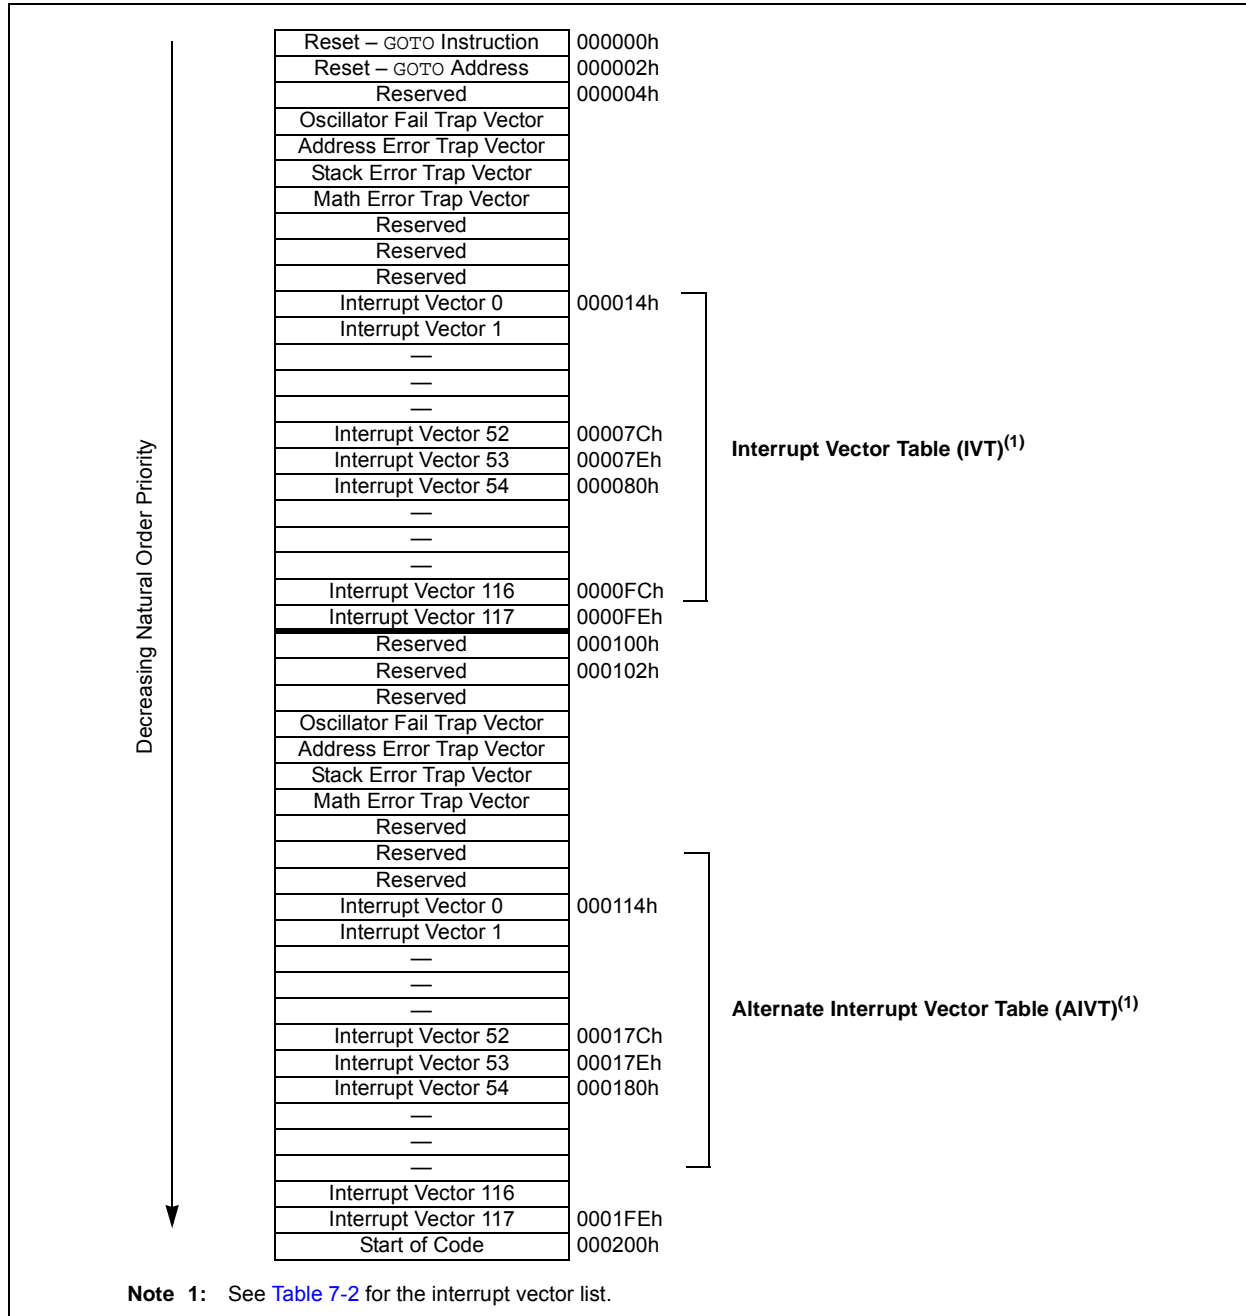 Reset – GOTO Instruction 000000h
Reset – GOTO Address 000002h
Reserved 000004h
Oscillator Fail Trap Vector
Address Error Trap Vector
Stack Error Trap Vector
Math Error Trap Vector
Reserved
Reserved
Reserved
Interrupt Vector 0 000014h
Interrupt Vector 1
—
—
—
Interrupt Vector 52 00007Ch
Interrupt Vector 53 00007Eh
Interrupt Vector 54 000080h
—
—
—
Interrupt Vector 116 0000FCh
Interrupt Vector 117 0000FEh
Reserved 000100h
Reserved 000102h
Reserved
Oscillator Fail Trap Vector
Address Error Trap Vector
Stack Error Trap Vector
Math Error Trap Vector
Reserved
Reserved
Reserved
Interrupt Vector 0 000114h
Interrupt Vector 1
—
—
—
Interrupt Vector 52 00017Ch
Interrupt Vector 53 00017Eh
Interrupt Vector 54 000180h
—
—
—
Interrupt Vector 116
Interrupt Vector 117 0001FEh
Start of Code 000200h
Decreasing Natural Order Priority
Interrupt Vector Table (IVT)(1)
Alternate Interrupt Vector Table (AIVT)(1)
Note 1: See Table 7-2 for the interrupt vector list.